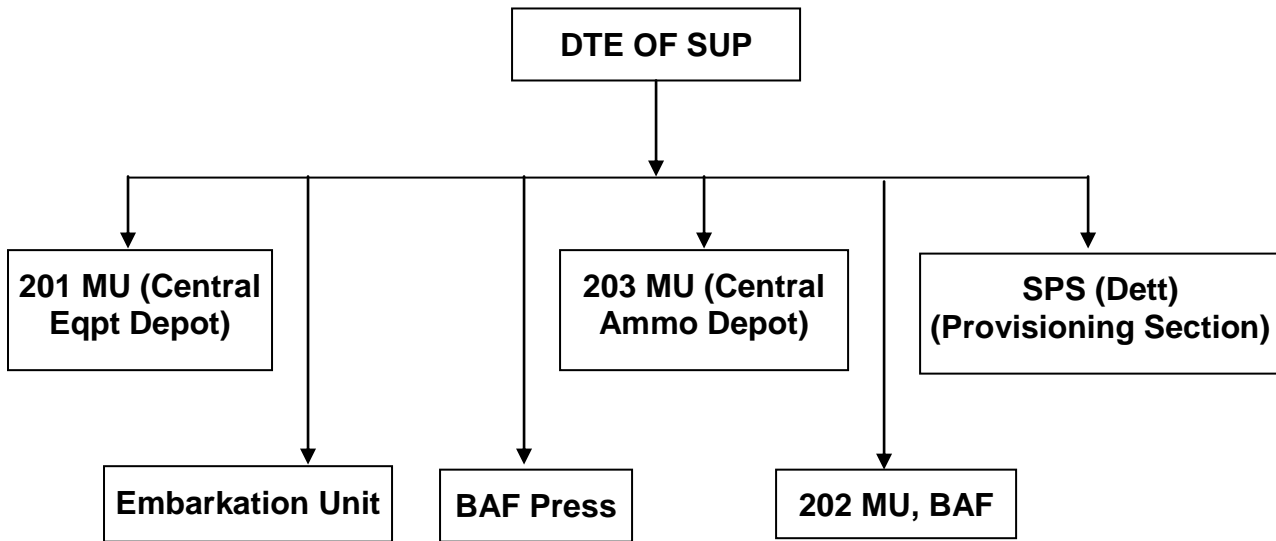 DTE OF SUP
201 MU (Central
Eqpt Depot)
203 MU (Central
Ammo Depot)
SPS (Dett)
(Provisioning Section)
Embarkation Unit
BAF Press
202 MU, BAF